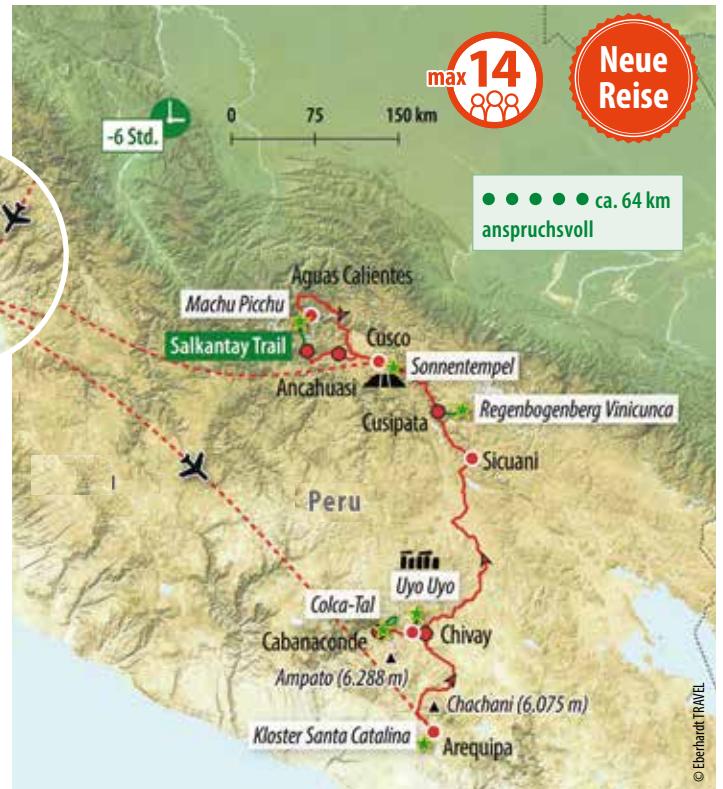 max 14
Neue
Reise
-6 Std.
0 75 150 km
ca. 64 km
anspruchsvoll
Aguas Calientes
Machu Picchu
Salkantay Trail
Cusco
Sonnentempel
Ancahuasi
Cusipata
Regenbogenberg Vinicunca
Sicuani
Peru
Uyo Uyo
Colca-Tal
Cabanaconde
Chivay
Ampato (6.288 m)
Chachani (6.075 m)
Kloster Santa Catalina
Arequipa
© Eberhardt TRAVEL